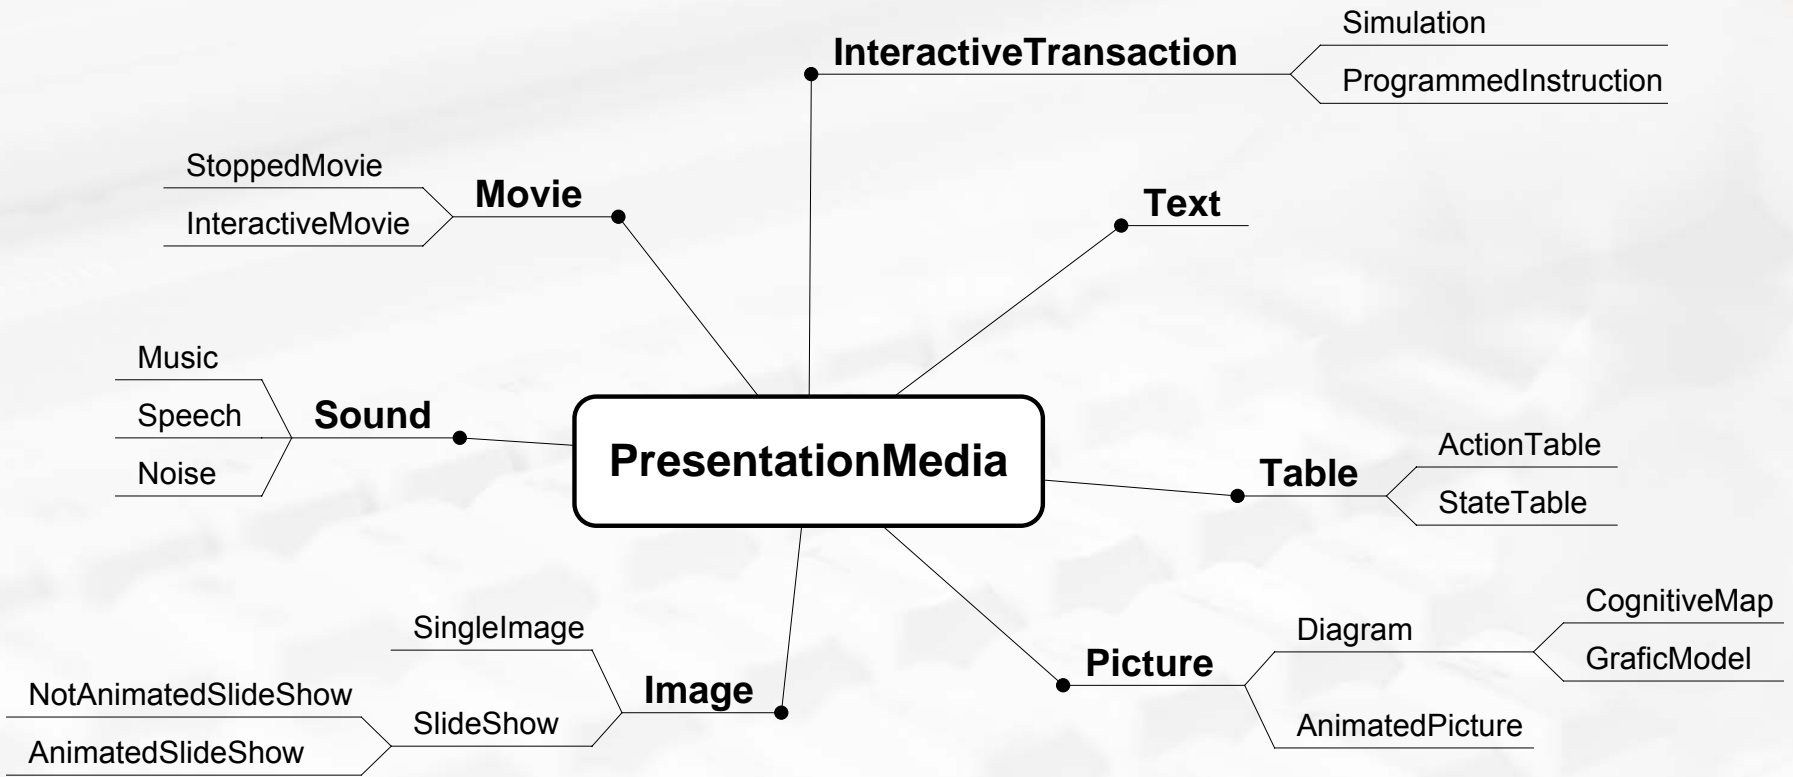 Simulation
InteractiveTransaction
ProgrammedInstruction
StoppedMovie
Movie
InteractiveMovie
Text
Music
Speech
Sound
Noise
PresentationMedia
ActionTable
Table
StateTable
SingleImage
Image
NotAnimatedSlideShow
SlideShow
AnimatedSlideShow
CognitiveMap
Diagram
GraficModel
Picture
AnimatedPicture